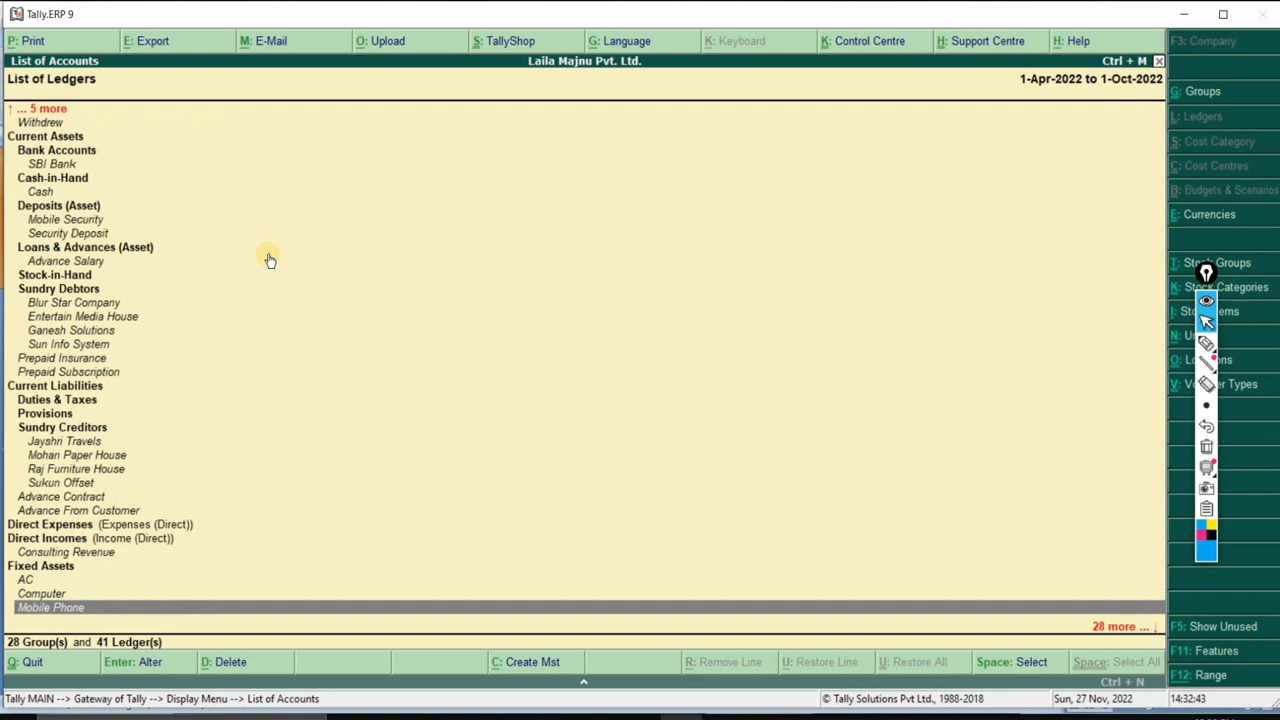 Tally.ERP 9
P: Print E: Export M: E-Mail O: Upload S: TallyShop G: Language K: Keyboard K: Control Centre H: Support Centre H: Help
List of Accounts Laila Majnu Pvt. Ltd. Ctrl + M
List of Ledgers 1-Apr-2022 to 1-Oct-2022
↑ ... 5 more
Withdrew
Current Assets
Bank Accounts
SBI Bank
Cash-in-Hand
Cash
Deposits (Asset)
Mobile Security
Security Deposit
Loans & Advances (Asset)
Advance Salary
Stock-in-Hand
Sundry Debtors
Blur Star Company
Entertain Media House
Ganesh Solutions
Sun Info System
Prepaid Insurance
Prepaid Subscription
Current Liabilities
Duties & Taxes
Provisions
Sundry Creditors
Jayshri Travels
Mohan Paper House
Raj Furniture House
Sukun Offset
Advance Contract
Advance From Customer
Direct Expenses (Expenses (Direct))
Direct Incomes (Income (Direct))
Consulting Revenue
Fixed Assets
AC
Computer
Mobile Phone
28 more ... ↓
28 Group(s) and 41 Ledger(s)
Q: Quit Enter: Alter D: Delete C: Create Mst R: Remove Line U: Restore Line U: Restore All Space: Select Space: Select All
Ctrl + N
Tally MAIN --> Gateway of Tally --> Display Menu --> List of Accounts © Tally Solutions Pvt Ltd., 1988-2018 Sun, 27 Nov, 2022 14:32:43
F3: Company
G: Groups
L: Ledgers
S: Cost Category
C: Cost Centres
B: Budgets & Scenarios
E: Currencies
T: Stock Groups
K: Stock Categories
I: Sto ems
N: U
O: Lo ons
V: Vo er Types
F5: Show Unused
F11: Features
F12: Range